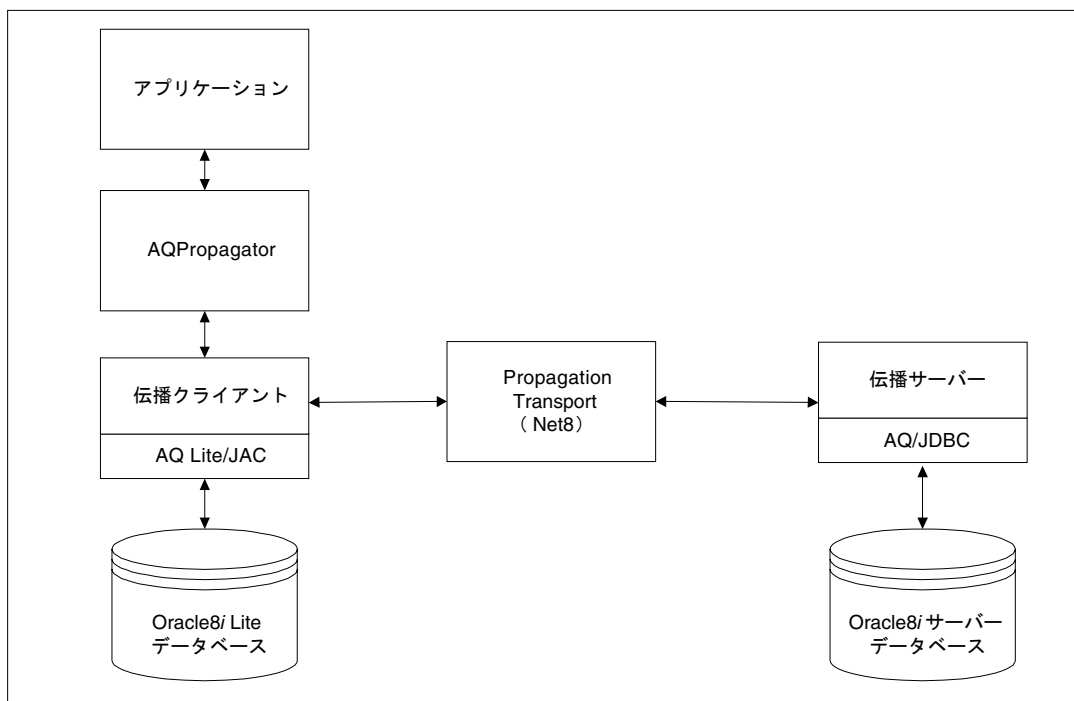 アプリケーション
AQPropagator
伝播クライアント
AQ Lite/JAC
Propagation
Transport
（ Net8）
伝播サーバー
AQ/JDBC
Oracle8i Lite
データベース
Oracle8i サーバー
データベース